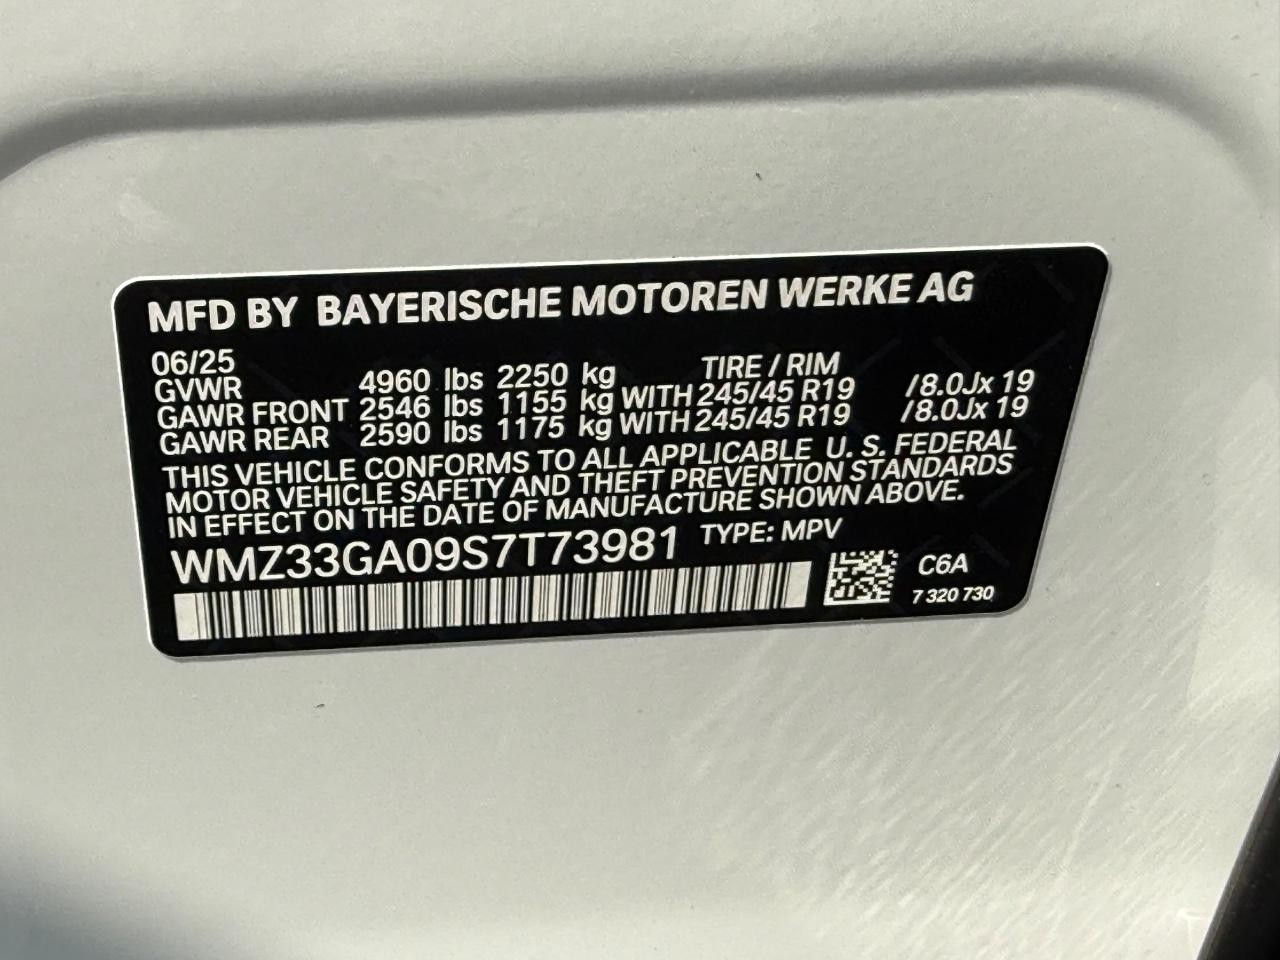 MFD BY BAYERISCHE MOTOREN WERKE AG
06/25 TIRE / RIM
GVWR 4960 lbs 2250 kg
GAWR FRONT 2546 lbs 1155 kg WITH 245/45 R19 /8.0Jx 19
GAWR REAR 2590 lbs 1175 kg WITH 245/45 R19 /8.0Jx 19
THIS VEHICLE CONFORMS TO ALL APPLICABLE U. S. FEDERAL
MOTOR VEHICLE SAFETY AND THEFT PREVENTION STANDARDS
IN EFFECT ON THE DATE OF MANUFACTURE SHOWN ABOVE.
WMZ33GA09S7T73981 TYPE: MPV
C6A
7 320 730